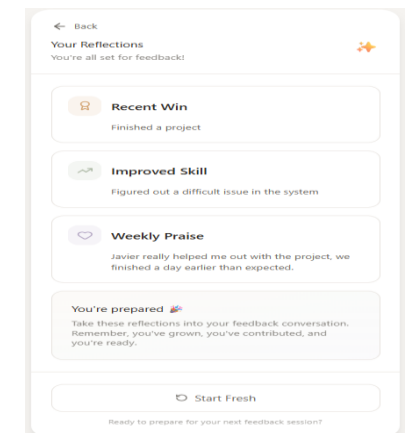 Back
Your Reflections
You're all set for feedback!
Recent Win
Finished a project
Improved Skill
Figured out a difficult issue in the system
Weekly Praise
Javier really helped me out with the project, we
finished a day earlier than expected.
You're prepared 🎉
Take these reflections into your feedback conversation.
Remember, you've grown, you've contributed, and
you're ready.
Start Fresh
Ready to prepare for your next feedback session?